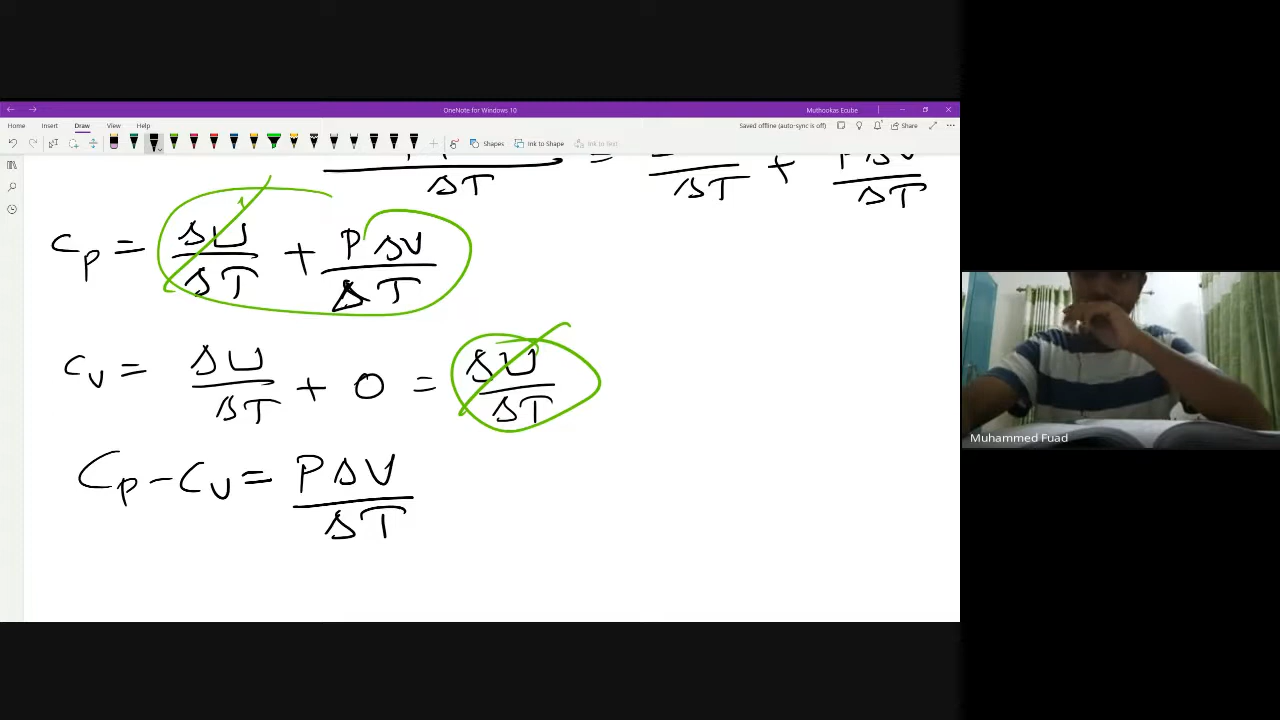 OneNote for Windows 10
Muthookas Ecube
Home Insert Draw View Help
Saved offline (auto-sync is off) Share
Shapes Ink to Shape Ink to Text
ΔT = ΔT + ΔT
Cp = ΔU/ΔT + PΔV/ΔT
Cv = ΔU/ΔT + 0 = ΔU/ΔT
Cp - Cv = PΔV/ΔT
Muhammed Fuad